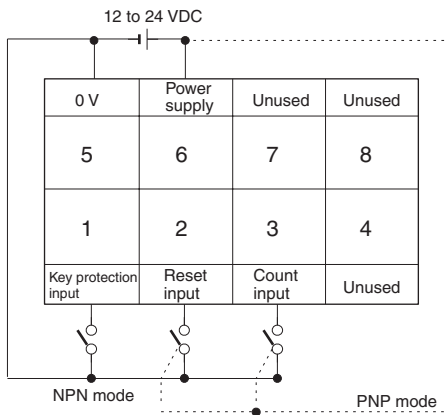 12 to 24 VDC
0 V
Power
supply
Unused
Unused
5
6
7
8
1
2
3
4
Key protection
input
Reset
input
Count
input
Unused
NPN mode
PNP mode